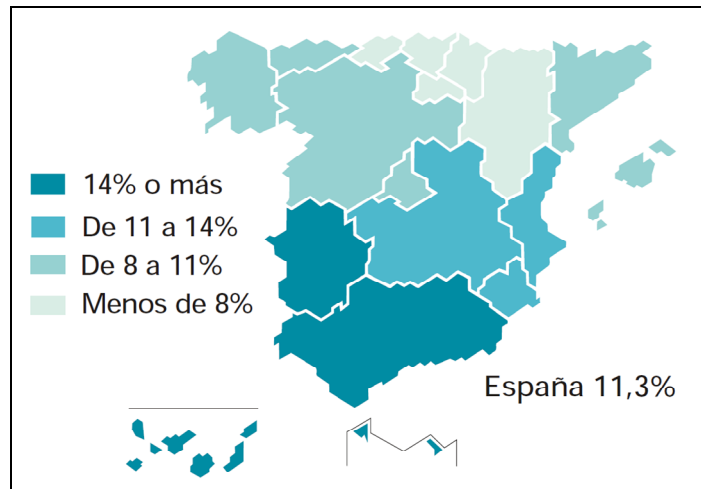 14% o más
De 11 a 14%
De 8 a 11%
Menos de 8%
España 11,3%